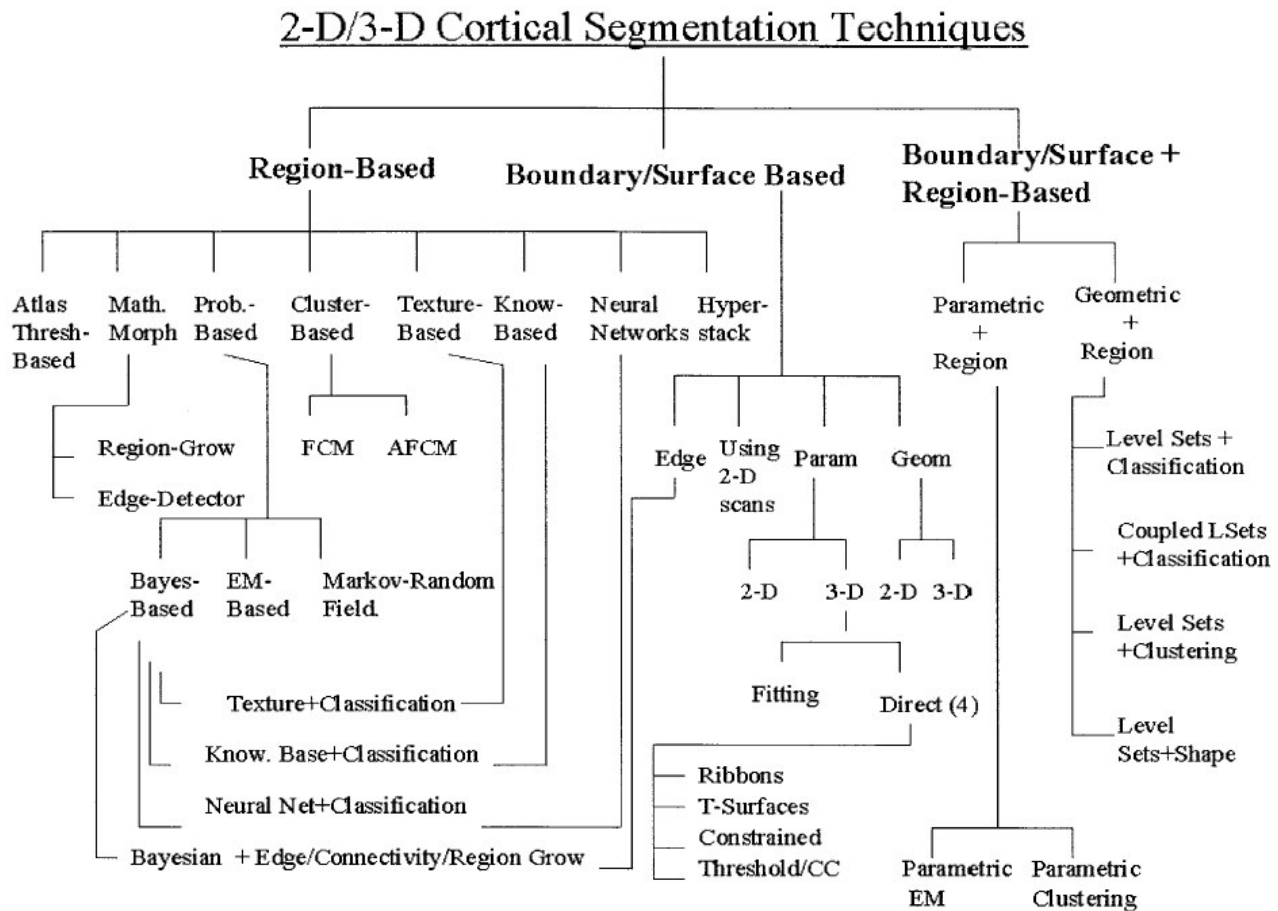 2-D/3-D Cortical Segmentation Techniques
Region-Based
Boundary/Surface Based
Boundary/Surface +
Region-Based
Atlas
Thresh-
Based
Math.
Morph
Prob.-
Based
Cluster-
Based
Texture-
Based
Know-
Based
Neural
Networks
Hyper-
stack
Parametric
+
Region
Geometric
+
Region
Region-Grow
Edge-Detector
FCM
AFCM
Edge
Using
2-D
scans
Param
Geom
Level Sets +
Classification
Coupled LSets
+Classification
Level Sets
+Clustering
Level
Sets+Shape
Bayes-
Based
EM-
Based
Markov-Random
Field.
2-D
3-D
2-D
3-D
Fitting
Direct (4)
Texture+Classification
Know. Base+Classification
Neural Net+Classification
Bayesian + Edge/Connectivity/Region Grow
Ribbons
T-Surfaces
Constrained
Threshold/CC
Parametric
EM
Parametric
Clustering